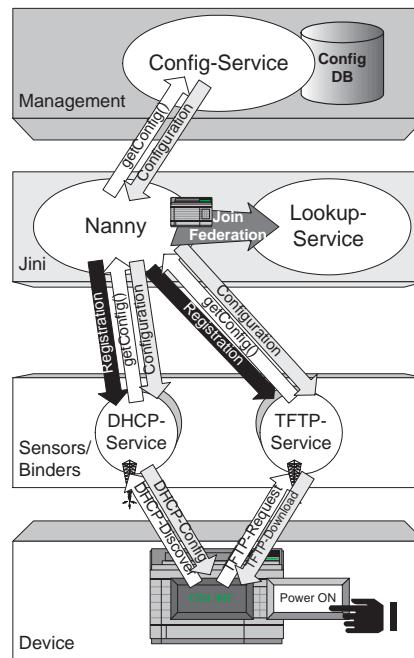 Config-Service
Config
DB
Management
getConfig()
Configuration
Nanny
Join
Federation
Lookup-
Service
Jini
Registration
getConfig()
Configuration
Registration
getConfig()
Configuration
DHCP-
Service
TFTP-
Service
Sensors/
Binders
DHCP-Discover
DHCP-Config
TFTP-Request
TFTP-Download
Power ON
Device